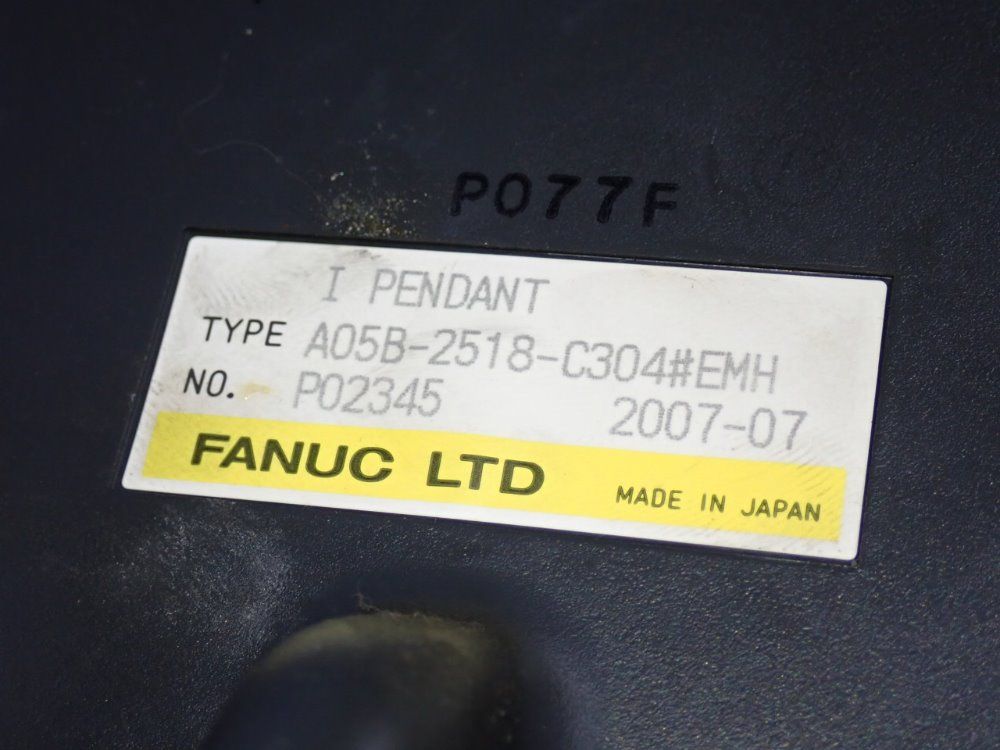 P077F
I PENDANT
TYPE A05B-2518-C304#EMH
NO. P02345 2007-07
FANUC LTD MADE IN JAPAN